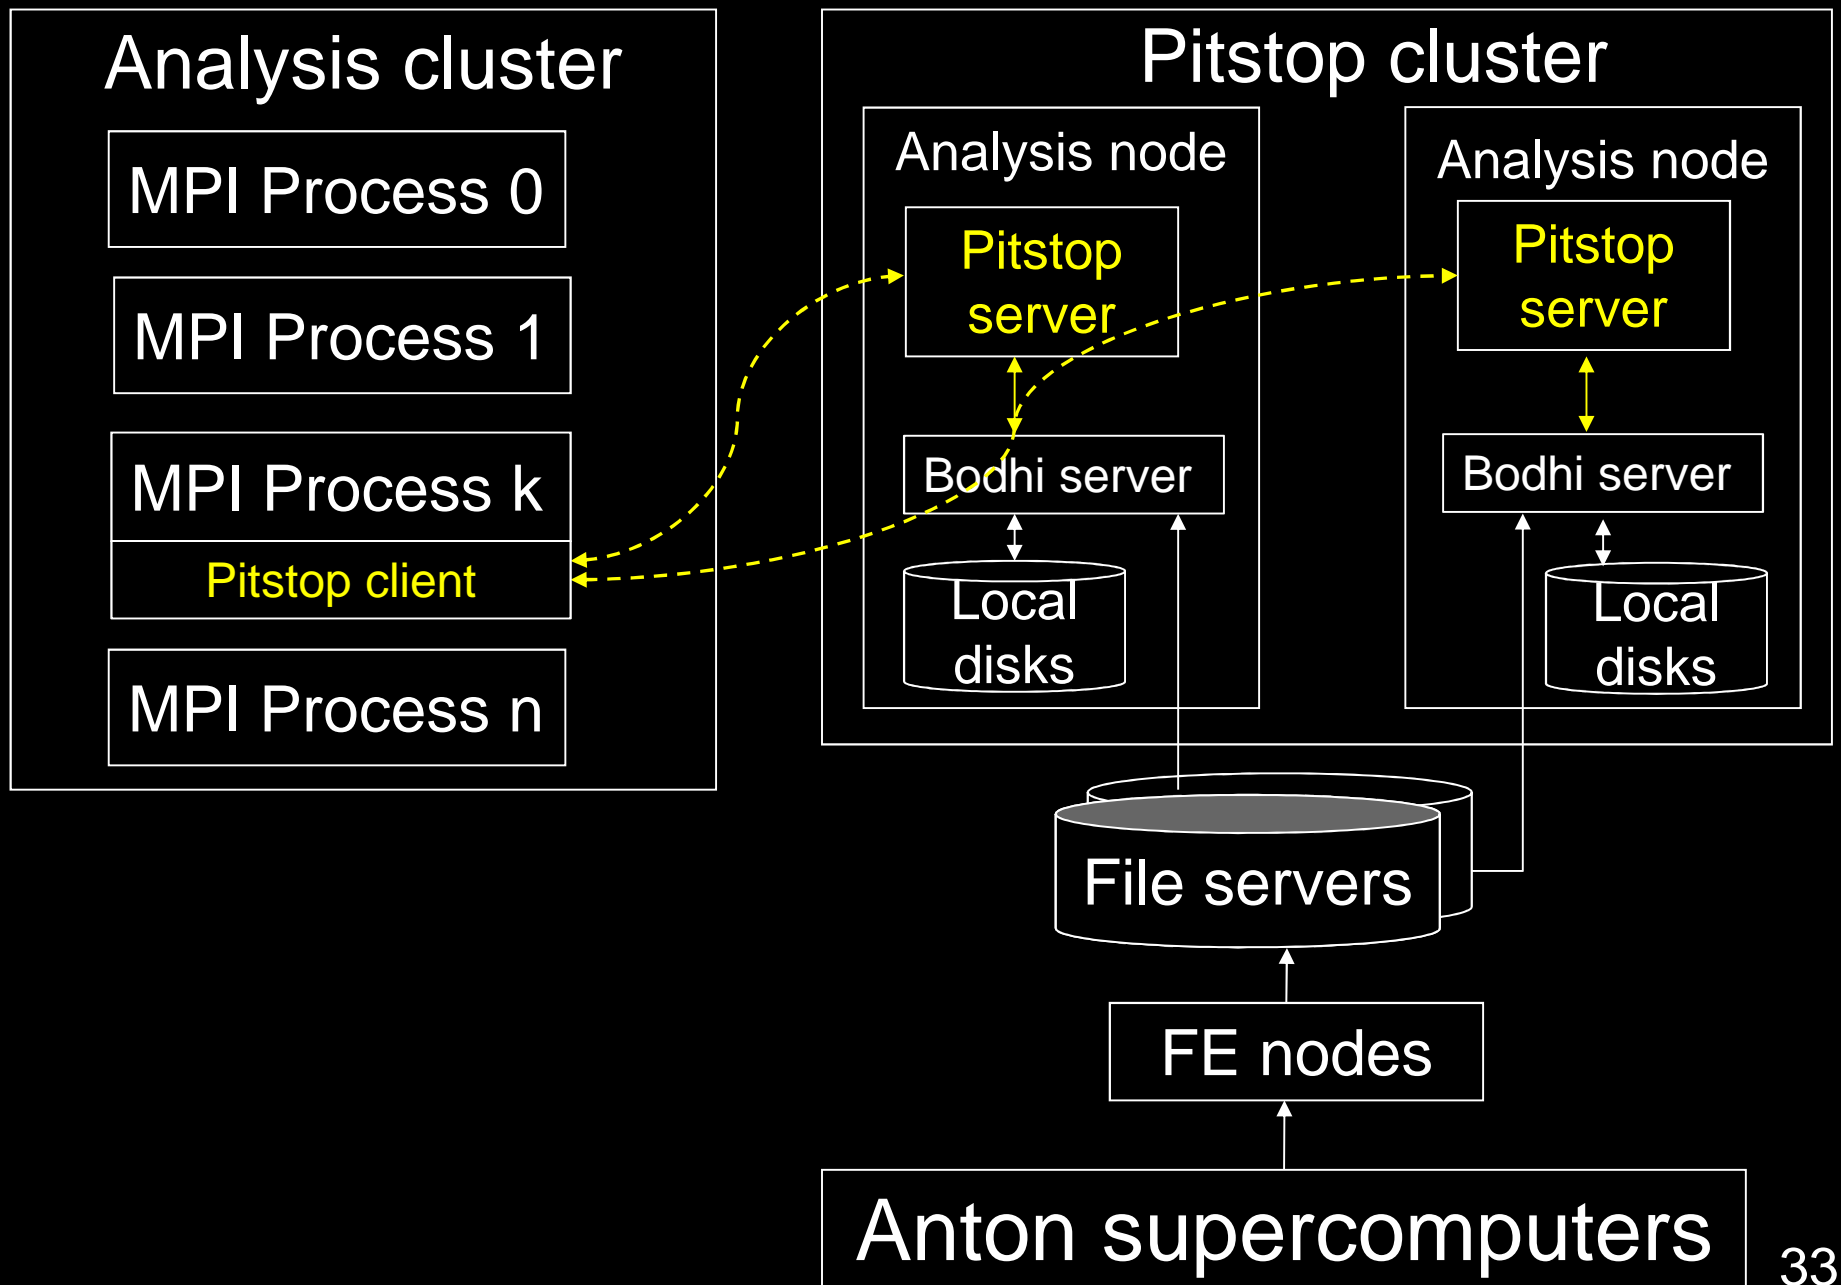 Analysis cluster
MPI Process 0
MPI Process 1
MPI Process k
Pitstop client
MPI Process n
Pitstop cluster
Analysis node
Pitstop
server
Bodhi server
Local
disks
Analysis node
Pitstop
server
Bodhi server
Local
disks
File servers
FE nodes
Anton supercomputers
33